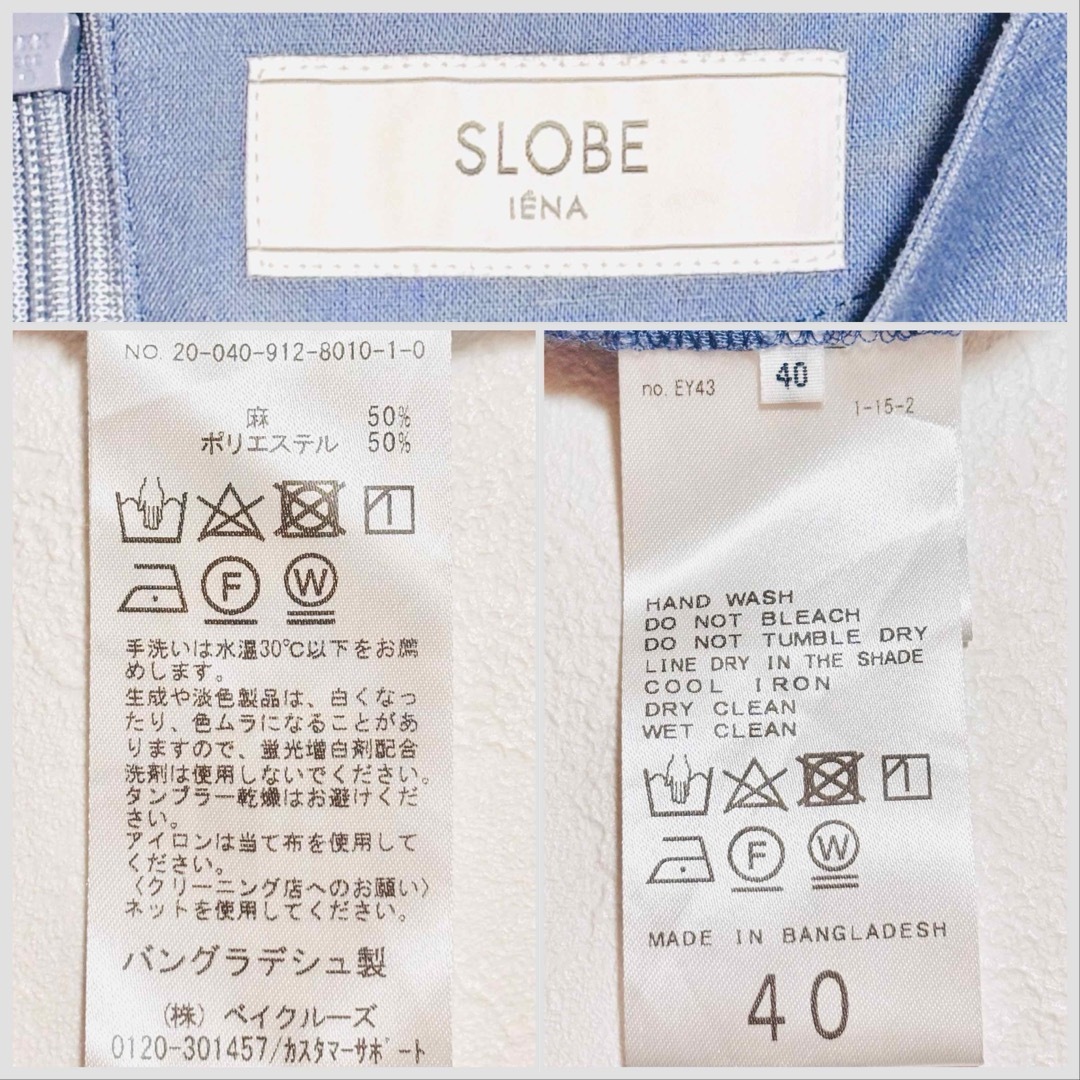 SLOBE
IÊNA
NO. 20-040-912-8010-1-0
麻 50%
ポリエステル 50%
F
W
手洗いは水温30℃以下をお薦
めします。
生成や淡色製品は、白くなっ
たり、色ムラになることがあ
りますので、蛍光増白剤配合
洗剤は使用しないでください。
タンブラー乾燥はお避けくだ
さい。
アイロンは当て布を使用して
ください。
〈クリーニング店へのお願い〉
ネットを使用してください。
バングラデシュ製
(株) ベイクルーズ
0120-301457/カスタマーサポート
no. EY43
40
1-15-2
HAND WASH
DO NOT BLEACH
DO NOT TUMBLE DRY
LINE DRY IN THE SHADE
COOL IRON
DRY CLEAN
WET CLEAN
F
W
MADE IN BANGLADESH
40